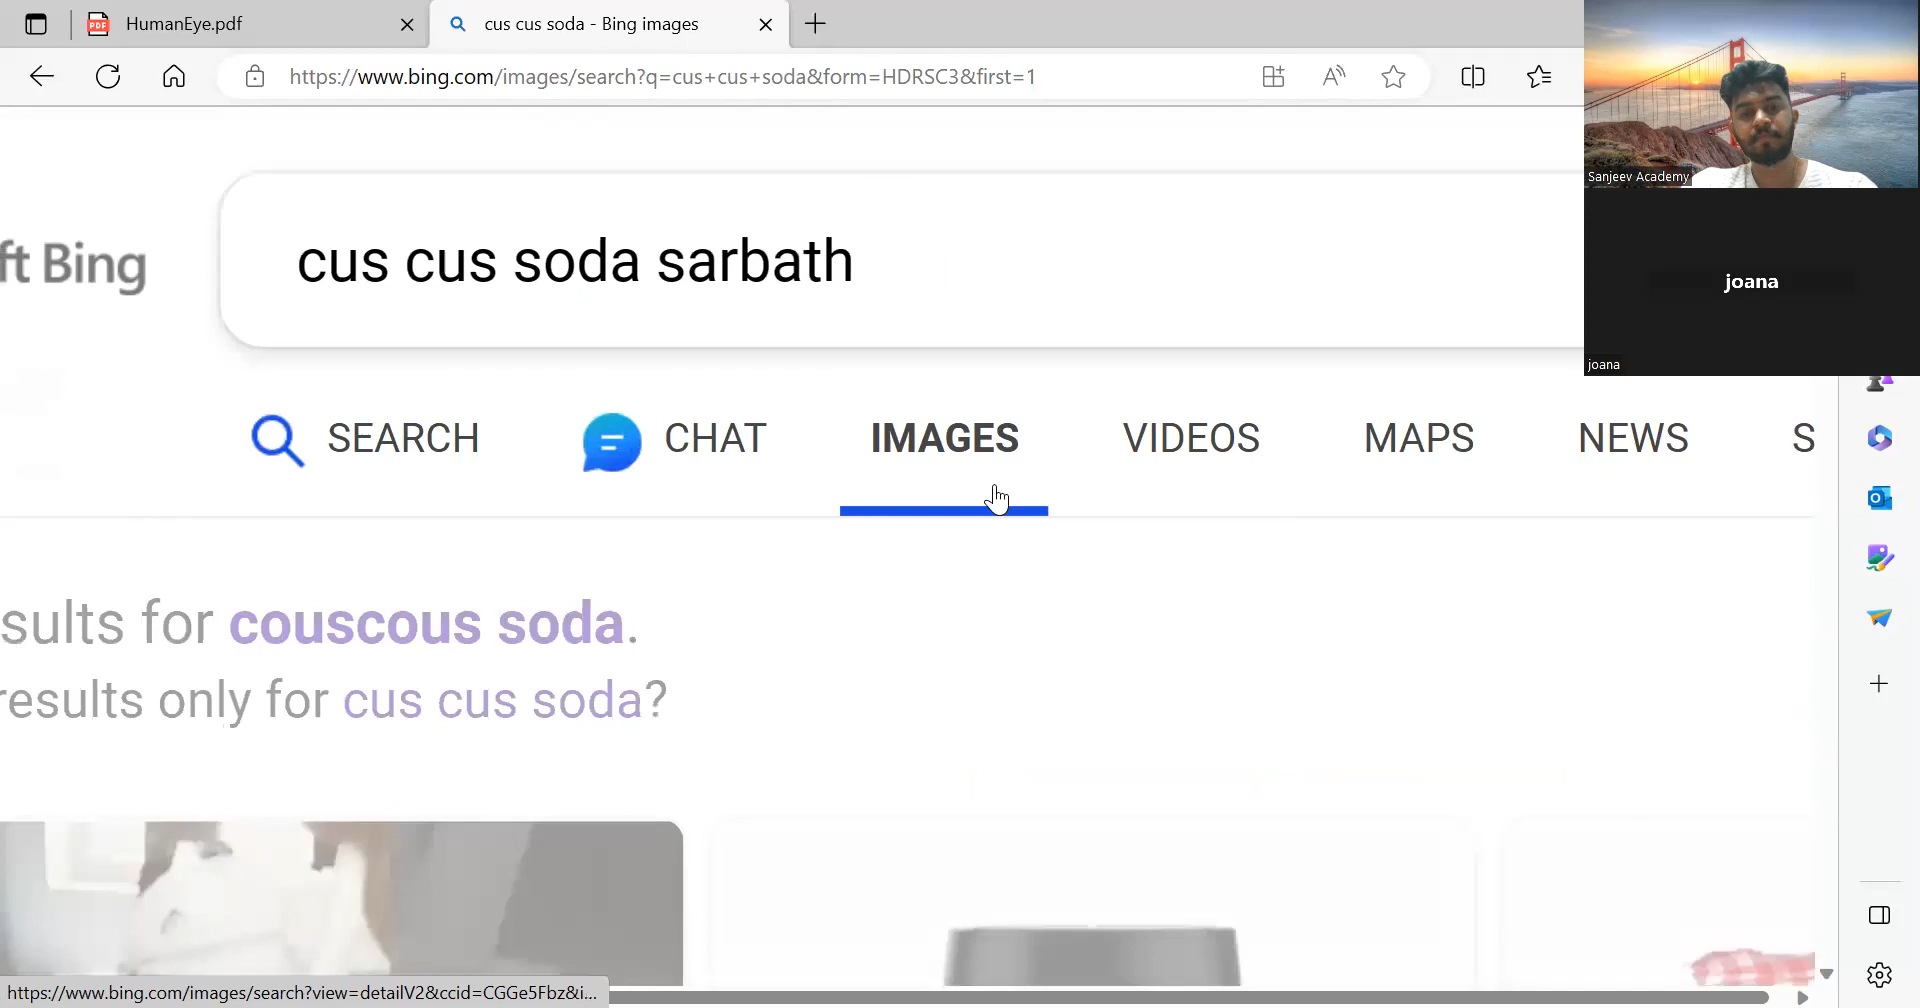 HumanEye.pdf
cus cus soda - Bing images
https://www.bing.com/images/search?q=cus+cus+soda&form=HDRSC3&first=1
Sanjeev Academy
joana
joana
ft Bing
cus cus soda sarbath
SEARCH CHAT IMAGES VIDEOS MAPS NEWS S
sults for couscous soda.
results only for cus cus soda?
https://www.bing.com/images/search?view=detailV2&ccid=CGGe5Fbz&i...